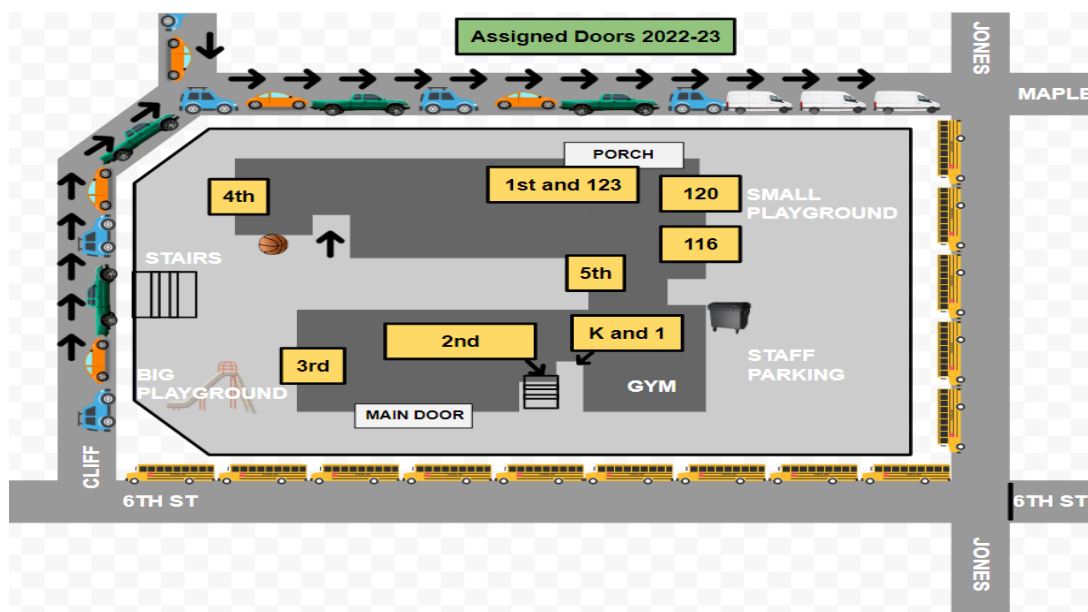 Assigned Doors 2022-23
JONES
MAPLE
PORCH
4th
1st and 123
120
SMALL
PLAYGROUND
116
STAIRS
5th
2nd
K and 1
3rd
STAFF
PARKING
BIG
PLAYGROUND
GYM
MAIN DOOR
CLIFF
6TH ST
6TH ST
JONES